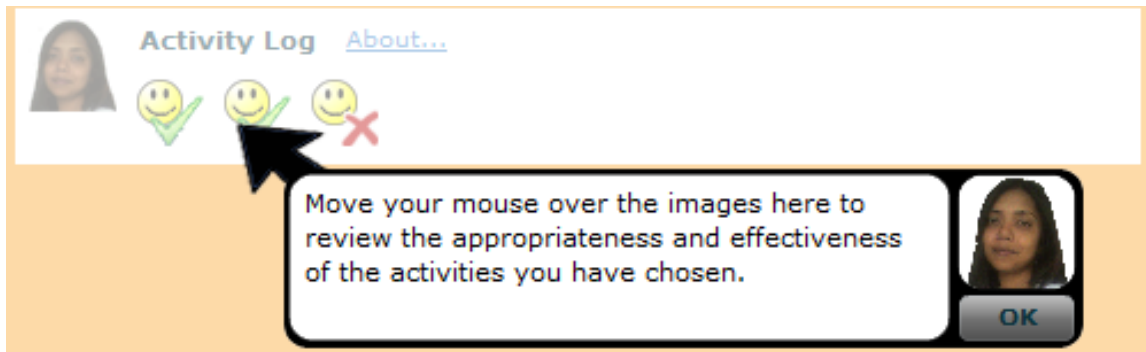 Activity Log About...
Move your mouse over the images here to
review the appropriateness and effectiveness
of the activities you have chosen.
OK